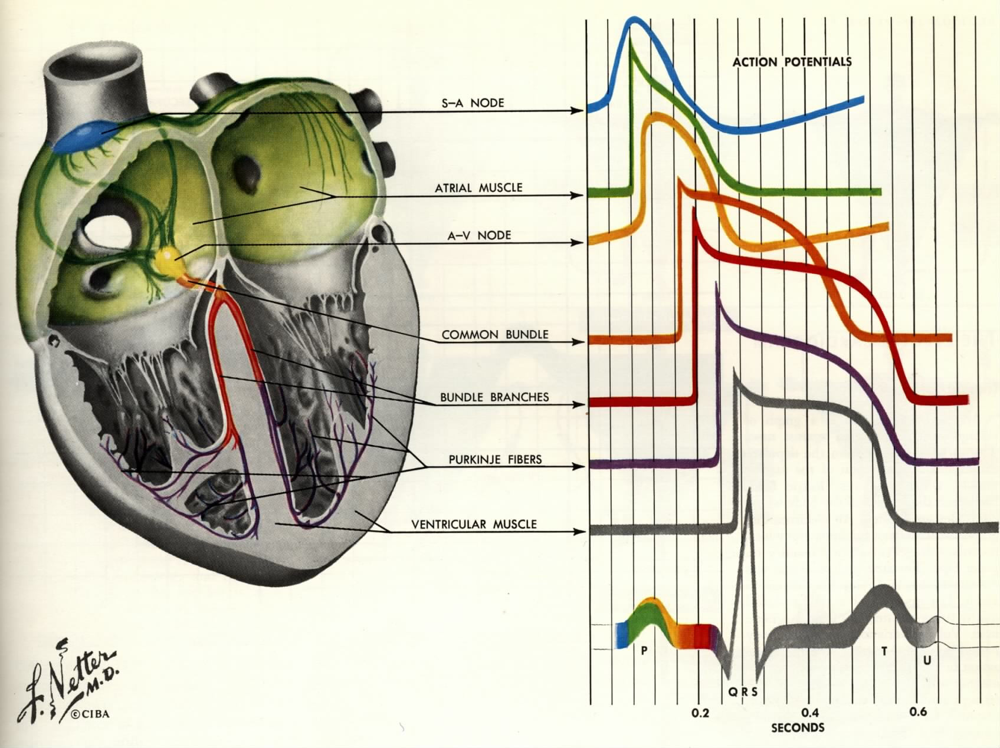 ACTION POTENTIALS
S–A NODE
ATRIAL MUSCLE
A–V NODE
COMMON BUNDLE
BUNDLE BRANCHES
PURKINJE FIBERS
VENTRICULAR MUSCLE
P
T
U
Q R S
0.2
0.4
0.6
SECONDS
F. Netter
M.D.
©CIBA